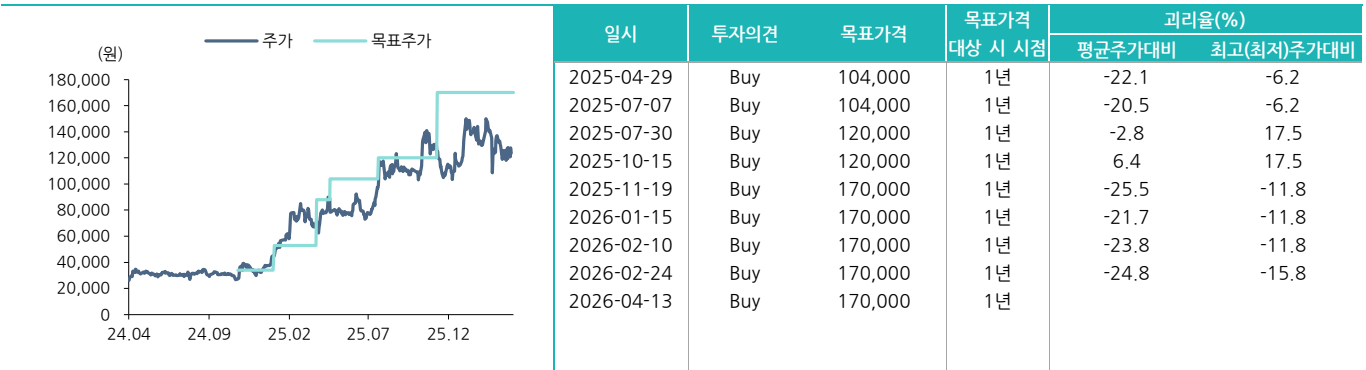 주가 목표주가
(원)
180,000
160,000
140,000
120,000
100,000
80,000
60,000
40,000
20,000
0
24.04 24.09 25.02 25.07 25.12
일시 투자의견 목표가격 목표가격 대상 시 시점 괴리율(%)
평균주가대비 최고(최저)주가대비
2025-04-29 Buy 104,000 1년 -22.1 -6.2
2025-07-07 Buy 104,000 1년 -20.5 -6.2
2025-07-30 Buy 120,000 1년 -2.8 17.5
2025-10-15 Buy 120,000 1년 6.4 17.5
2025-11-19 Buy 170,000 1년 -25.5 -11.8
2026-01-15 Buy 170,000 1년 -21.7 -11.8
2026-02-10 Buy 170,000 1년 -23.8 -11.8
2026-02-24 Buy 170,000 1년 -24.8 -15.8
2026-04-13 Buy 170,000 1년